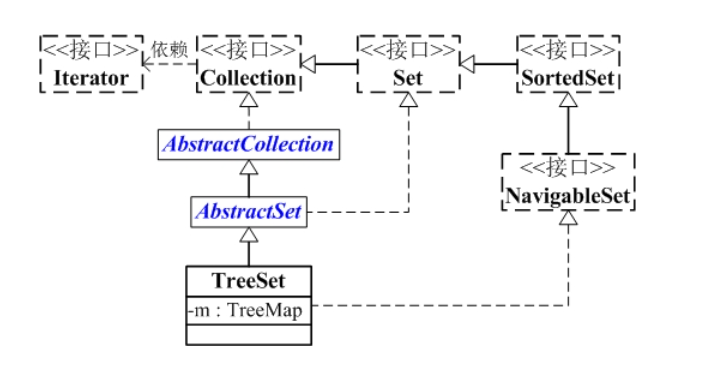 <<接口>>
Iterator
依赖
<<接口>>
Collection
<<接口>>
Set
<<接口>>
SortedSet
AbstractCollection
<<接口>>
NavigableSet
AbstractSet
TreeSet
-m : TreeMap